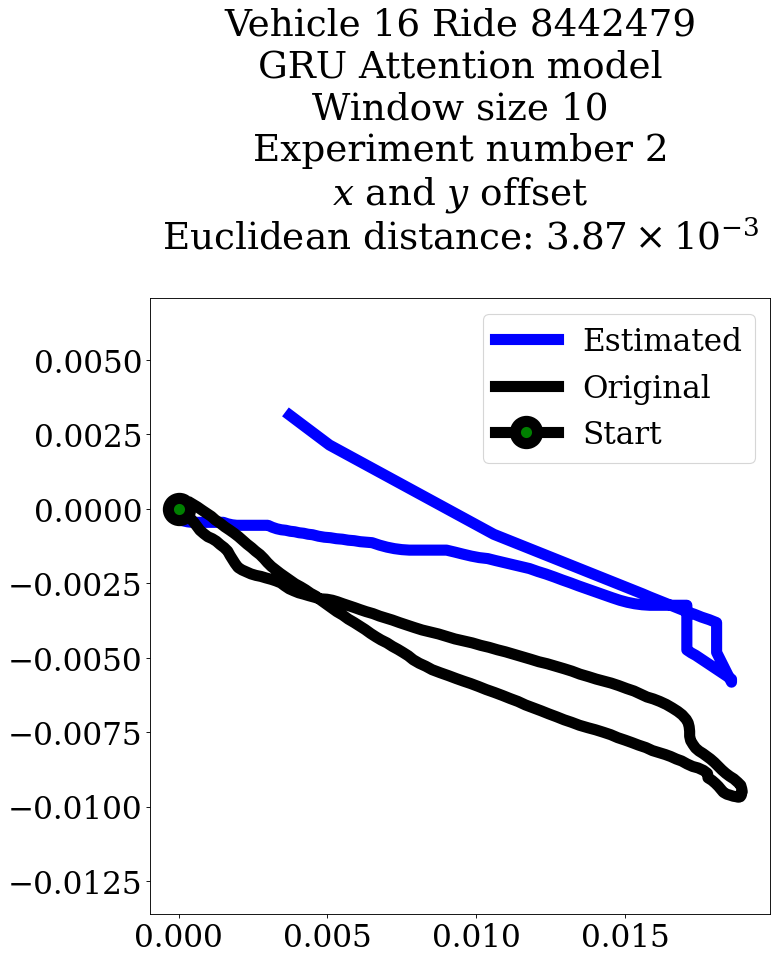 Vehicle 16 Ride 8442479
GRU Attention model
Window size 10
Experiment number 2
x and y offset
Euclidean distance: 3.87 × 10⁻³
Estimated
Original
Start
0.0050
0.0025
0.0000
−0.0025
−0.0050
−0.0075
−0.0100
−0.0125
0.000 0.005 0.010 0.015